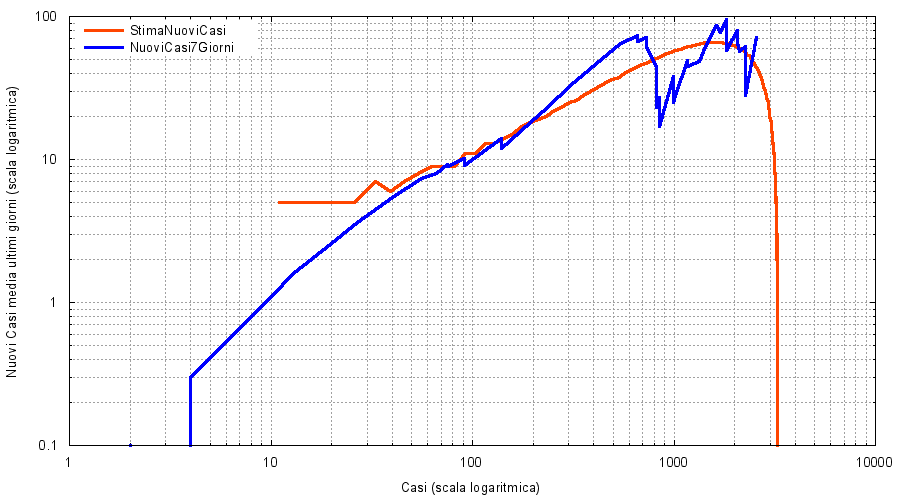 100
StimaNuoviCasi
NuoviCasi7Giorni
10
1
0.1
Nuovi Casi media ultimi giorni (scala logaritmica)
1 10 100 1000 10000
Casi (scala logaritmica)